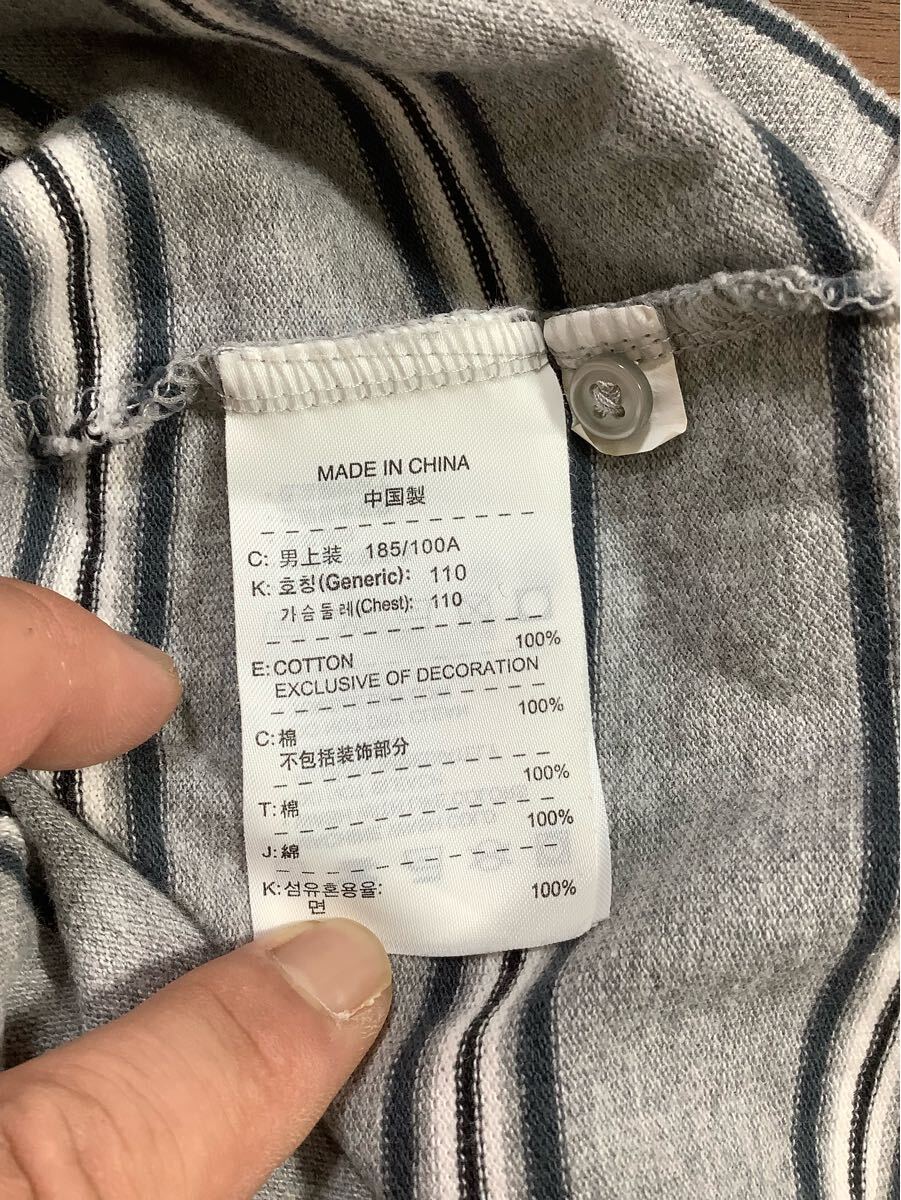 MADE IN CHINA
中国製
C: 男上装 185/100A
K: 호칭(Generic): 110
가슴둘레(Chest): 110
E: COTTON 100%
EXCLUSIVE OF DECORATION
C: 棉 100%
不包括装饰部分
T: 棉 100%
J: 綿 100%
K: 섬유혼용율: 100%
면